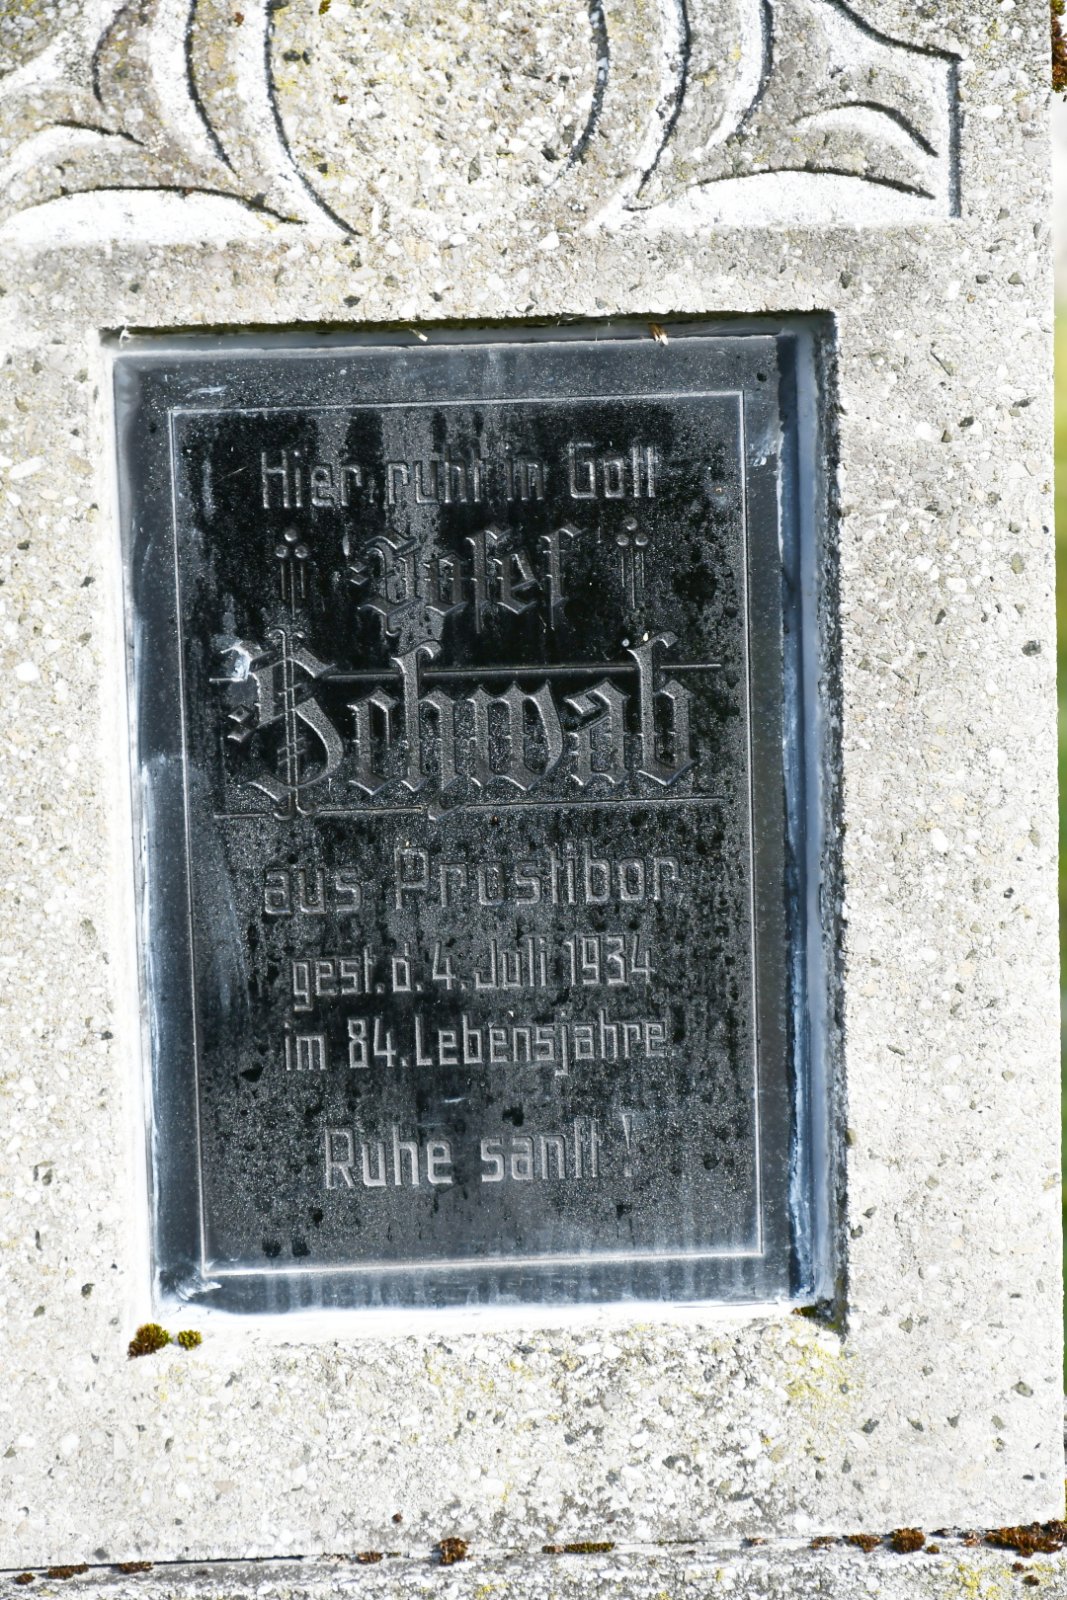 Hier ruht in Gott
Josef
Schwab
aus Prostibor
gest. d. 4. Juli 1934
im 84. Lebensjahre.
Ruhe sanft!